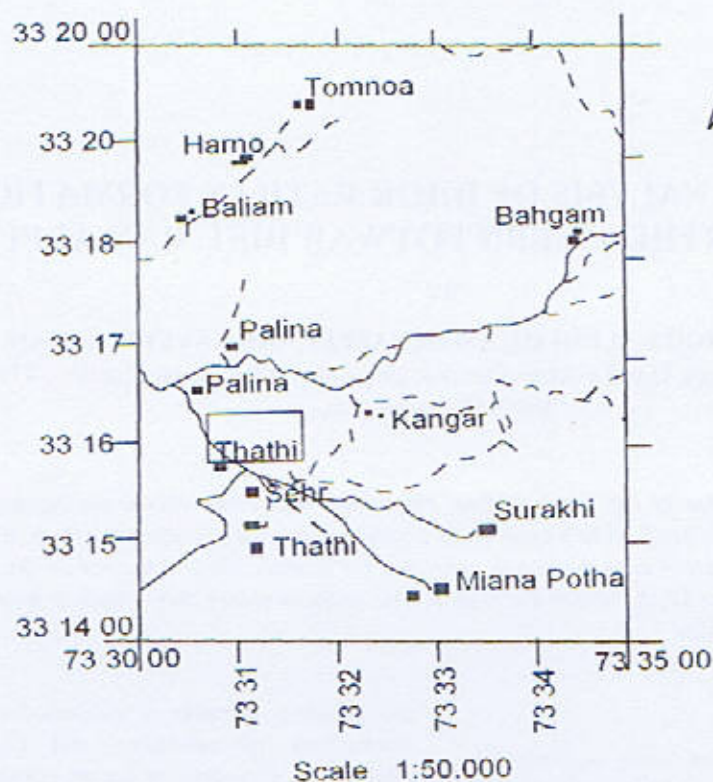 33 20 00
Tomnoa
33 20
Harno
Baliam
Bahgam
33 18
Palina
33 17
Palina
Kangar
33 16
Thathi
Sehr
Surakhi
33 15
Thathi
Miana Potha
33 14 00
73 30 00
73 31
73 32
73 33
73 34
73 35 00
Scale 1:50.000